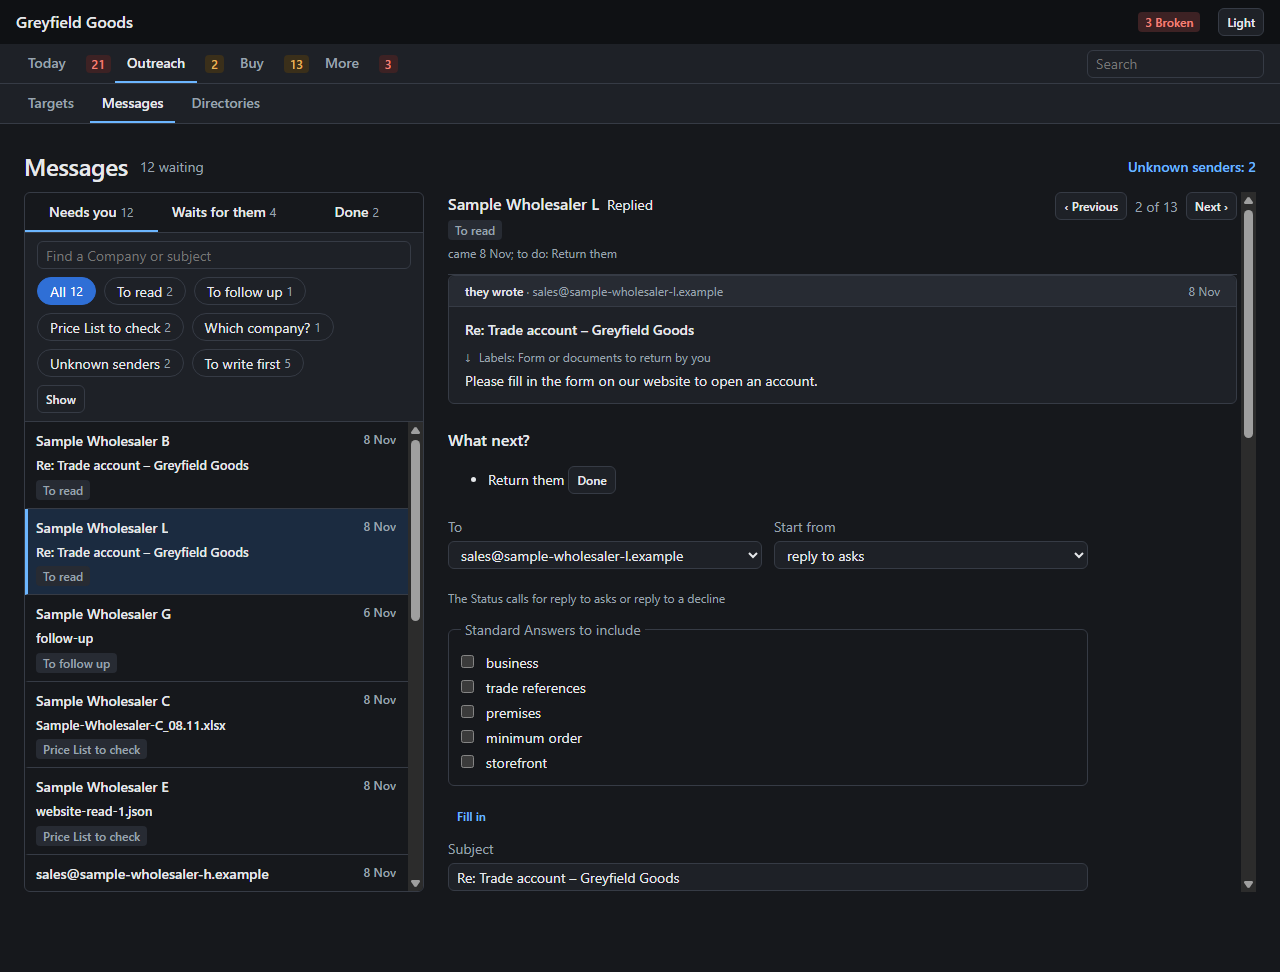 Greyfield Goods
3 Broken
Light
Today 21 Outreach 2 Buy 13 More 3
Search
Targets Messages Directories
Messages 12 waiting
Unknown senders: 2
Needs you 12 Waits for them 4 Done 2
Find a Company or subject
All 12 To read 2 To follow up 1
Price List to check 2 Which company? 1
Unknown senders 2 To write first 5
Show
Sample Wholesaler B 8 Nov
Re: Trade account – Greyfield Goods
To read
Sample Wholesaler L 8 Nov
Re: Trade account – Greyfield Goods
To read
Sample Wholesaler G 6 Nov
follow-up
To follow up
Sample Wholesaler C 8 Nov
Sample-Wholesaler-C_08.11.xlsx
Price List to check
Sample Wholesaler E 8 Nov
website-read-1.json
Price List to check
sales@sample-wholesaler-h.example 8 Nov
Sample Wholesaler L Replied
‹ Previous 2 of 13 Next ›
To read
came 8 Nov; to do: Return them
they wrote · sales@sample-wholesaler-l.example 8 Nov
Re: Trade account – Greyfield Goods
↓ Labels: Form or documents to return by you
Please fill in the form on our website to open an account.
What next?
• Return them Done
To Start from
sales@sample-wholesaler-l.example reply to asks
The Status calls for reply to asks or reply to a decline
Standard Answers to include
business
trade references
premises
minimum order
storefront
Fill in
Subject
Re: Trade account – Greyfield Goods